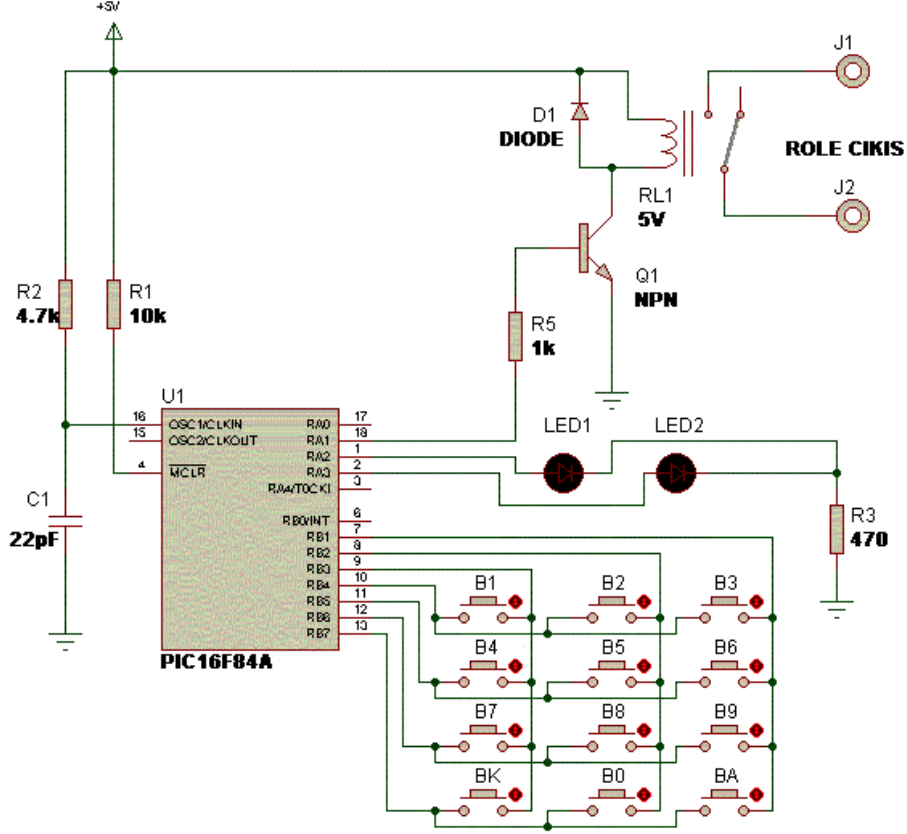 +5V
J1
D1
DIODE
ROLE CIKIS
RL1
5V
J2
Q1
NPN
R2
4.7k
R1
10k
R5
1k
U1
16 OSC1/CLKIN RA0 17
15 OSC2/CLKOUT RA1 18
RA2 1
4 MCLR RA3 2
RA4/T0CKI 3
RB0/INT 6
RB1 7
RB2 8
RB3 9
RB4 10
RB5 11
RB6 12
RB7 13
PIC16F84A
LED1 LED2
C1
22pF
R3
470
B1 B2 B3
B4 B5 B6
B7 B8 B9
BK B0 BA